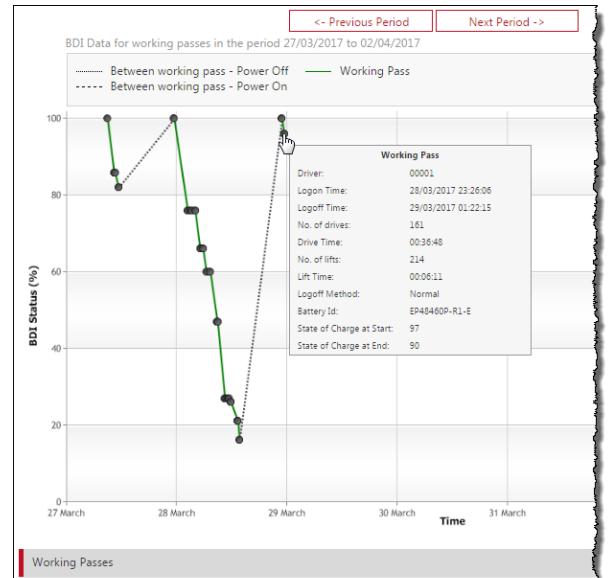 <- Previous Period Next Period ->
BDI Data for working passes in the period 27/03/2017 to 02/04/2017
Between working pass - Power Off Working Pass
Between working pass - Power On
100
80
60
40
20
0
BDI Status (%)
Working Pass
Driver: 00001
Logon Time: 28/03/2017 23:26:06
Logoff Time: 29/03/2017 01:22:15
No. of drives: 161
Drive Time: 00:36:48
No. of lifts: 214
Lift Time: 00:06:11
Logoff Method: Normal
Battery Id: EP48460P-R1-E
State of Charge at Start: 97
State of Charge at End: 90
27 March 28 March 29 March 30 March 31 March
Time
Working Passes